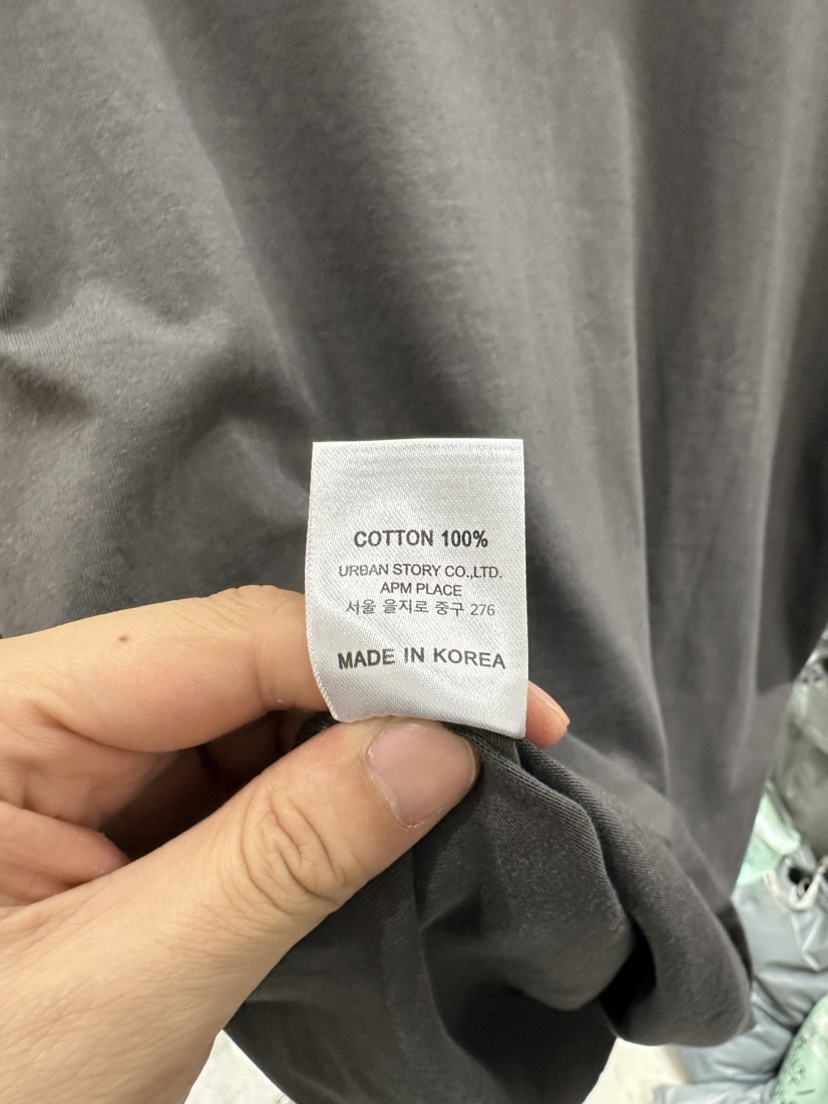 COTTON 100%
URBAN STORY CO.,LTD.
APM PLACE
서울 을지로 중구 276
MADE IN KOREA